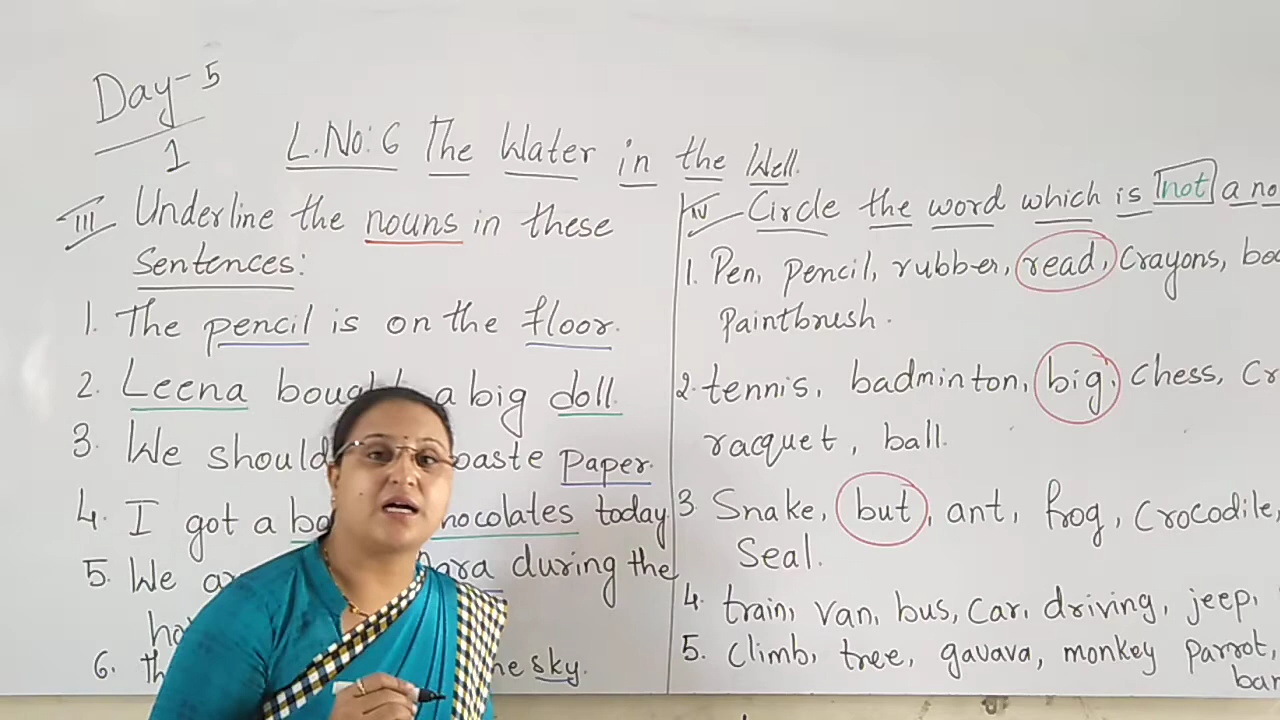 Day-5
1
L.No: 6 The Water in the Well.
III Underline the nouns in these
Sentences:
1. The pencil is on the floor.
2. Leena bought a big doll.
3. We should paste paper.
4. I got a chocolates today
5. We during the
6. sky.
IV Circle the word which is not a
1. Pen, pencil, rubber, read, Crayons,
Paintbrush.
2. tennis, badminton, big, chess,
racquet, ball.
3. Snake, but, ant, frog, Crocodile,
Seal.
4. train, van, bus, Car, driving, jeep,
5. Climb, tree, gavava, monkey parrot,